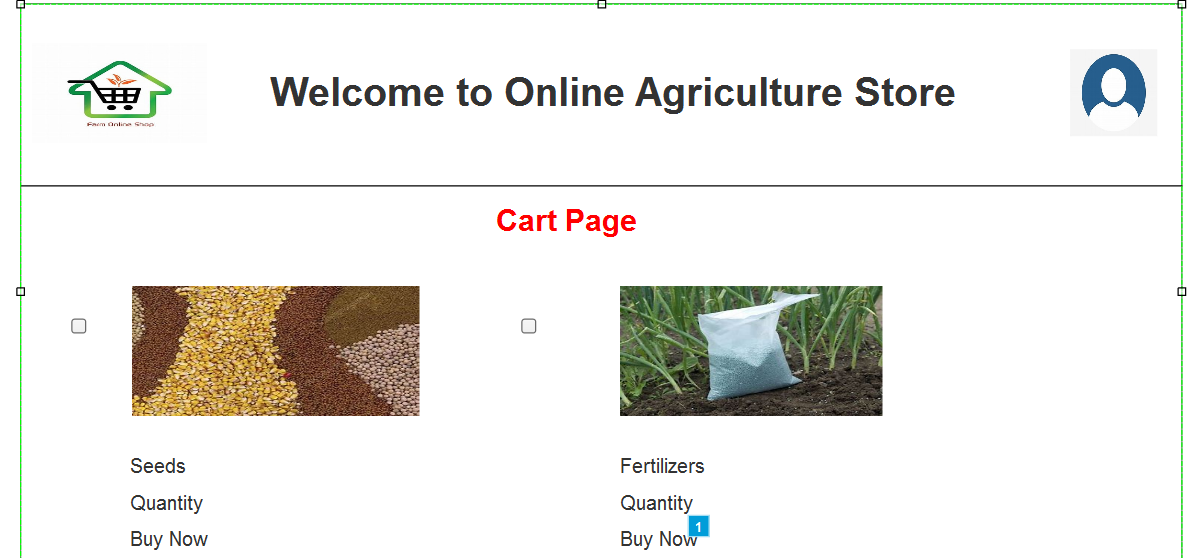 Welcome to Online Agriculture Store
Farm Online Shop
Cart Page
Seeds
Fertilizers
Quantity
Quantity
Buy Now
Buy Now
1